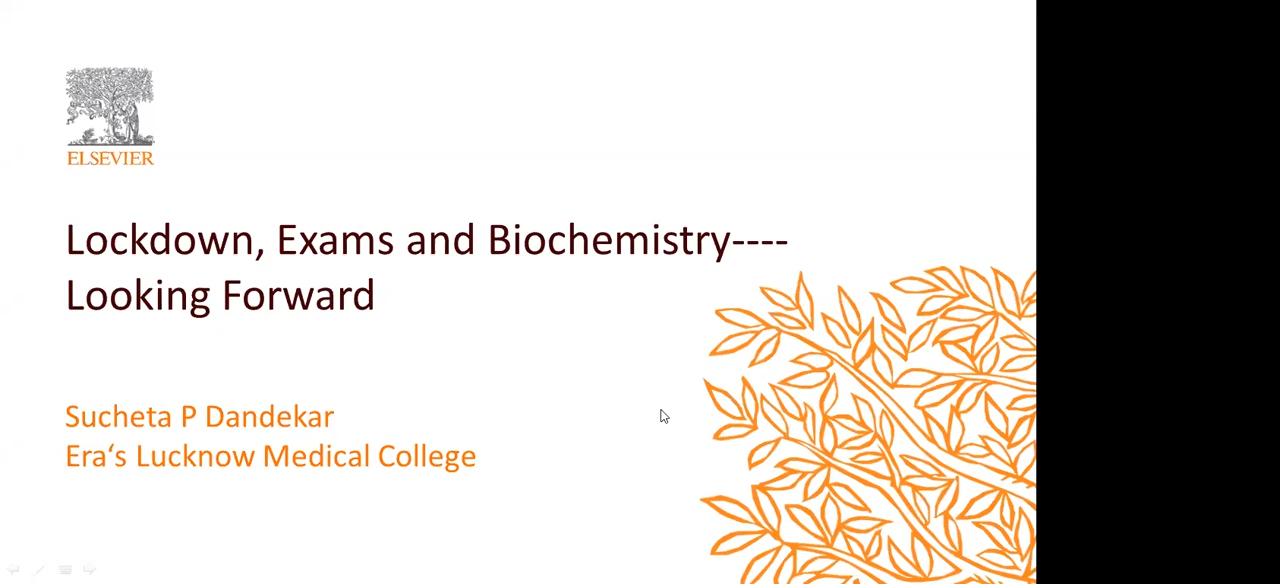 ELSEVIER
Lockdown, Exams and Biochemistry----
Looking Forward
Sucheta P Dandekar
Era‘s Lucknow Medical College